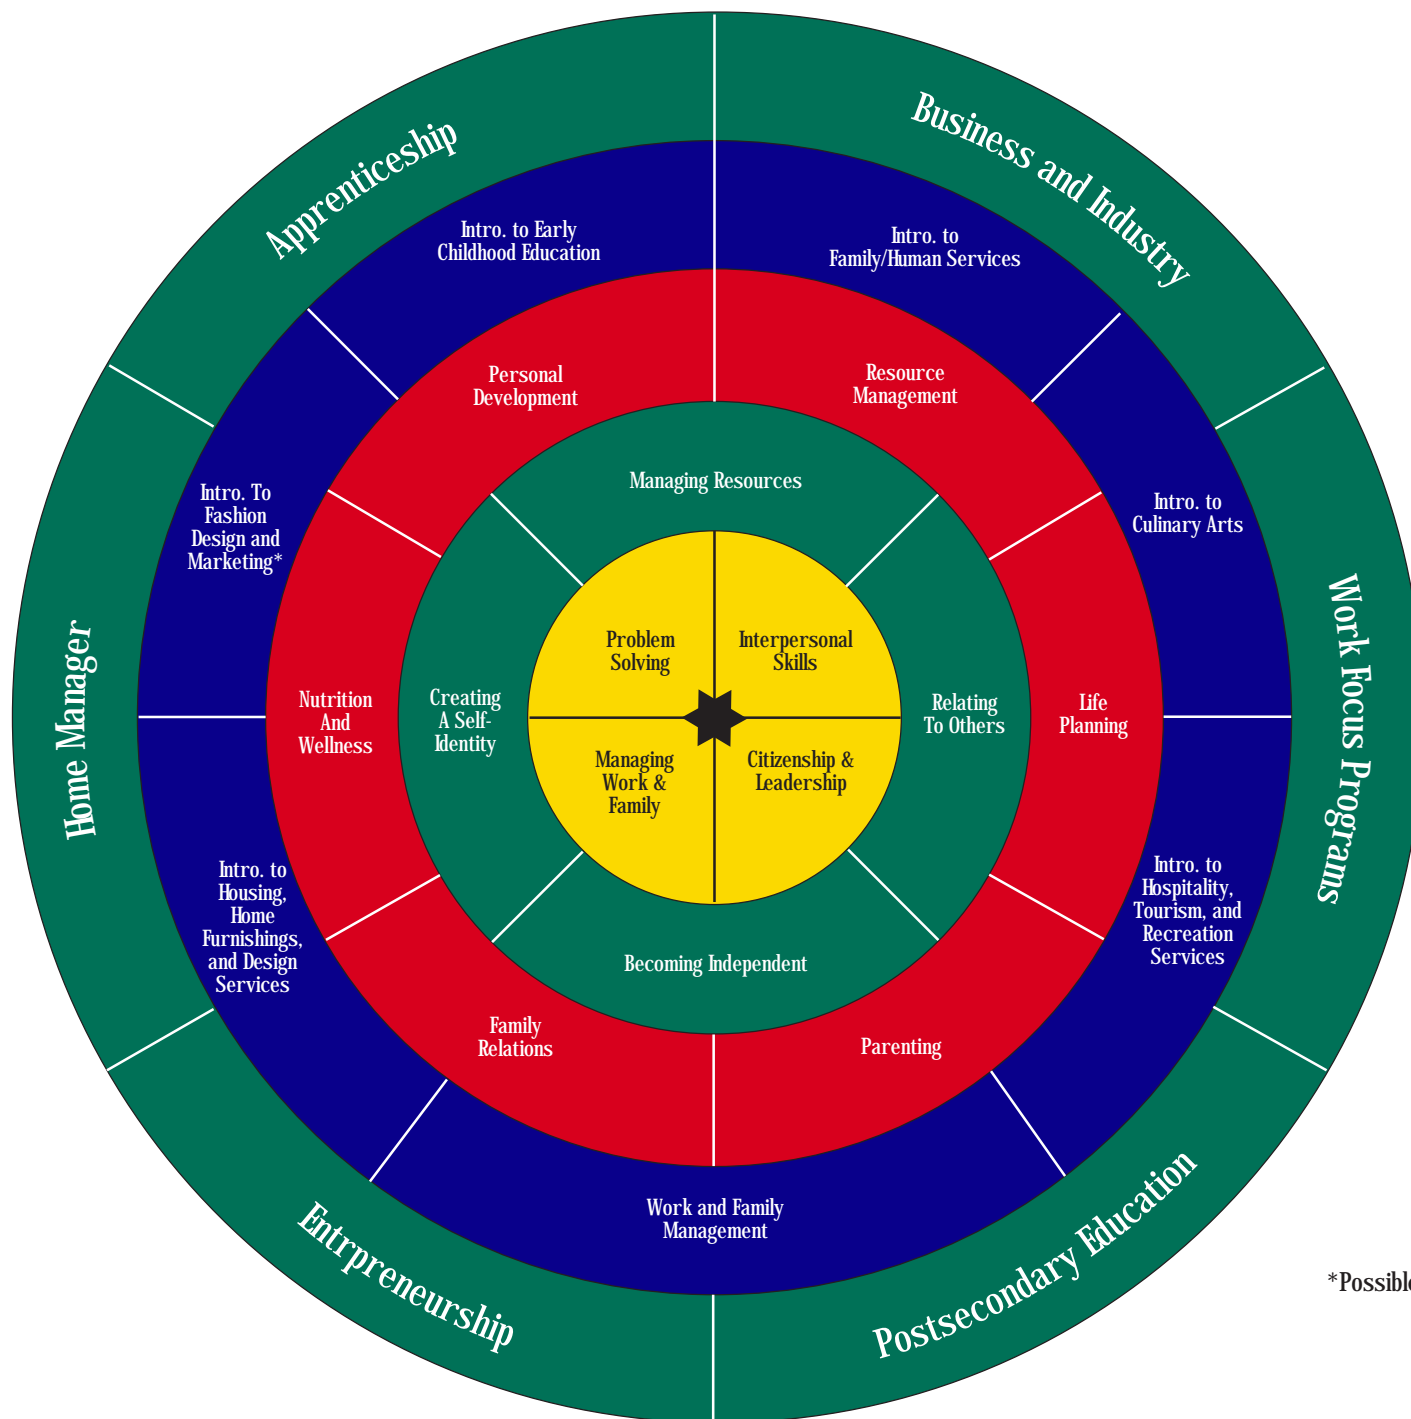 Apprenticeship
Business and Industry
Work Focus Programs
Postsecondary Education
Entrpreneurship
Home Manager
Intro. to Early
Childhood Education
Intro. to
Family/Human Services
Intro. to
Culinary Arts
Intro. to
Hospitality,
Tourism, and
Recreation
Services
Work and Family
Management
Intro. to
Housing,
Home
Furnishings,
and Design
Services
Intro. To
Fashion
Design and
Marketing*
Personal
Development
Resource
Management
Life
Planning
Parenting
Family
Relations
Nutrition
And
Wellness
Managing Resources
Relating
To Others
Becoming Independent
Creating
A Self-
Identity
Problem
Solving
Interpersonal
Skills
Managing
Work &
Family
Citizenship &
Leadership